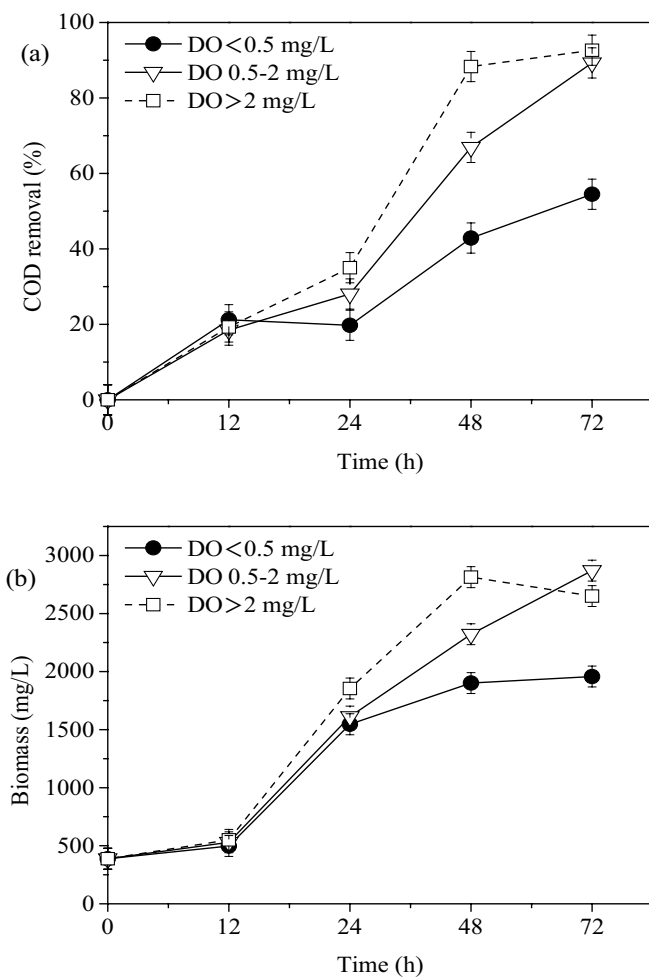 (a)
DO<0.5 mg/L
DO 0.5-2 mg/L
DO>2 mg/L
COD removal (%)
100
80
60
40
20
0
0 12 24 48 72
Time (h)
(b)
DO<0.5 mg/L
DO 0.5-2 mg/L
DO>2 mg/L
Biomass (mg/L)
3000
2500
2000
1500
1000
500
0
0 12 24 48 72
Time (h)